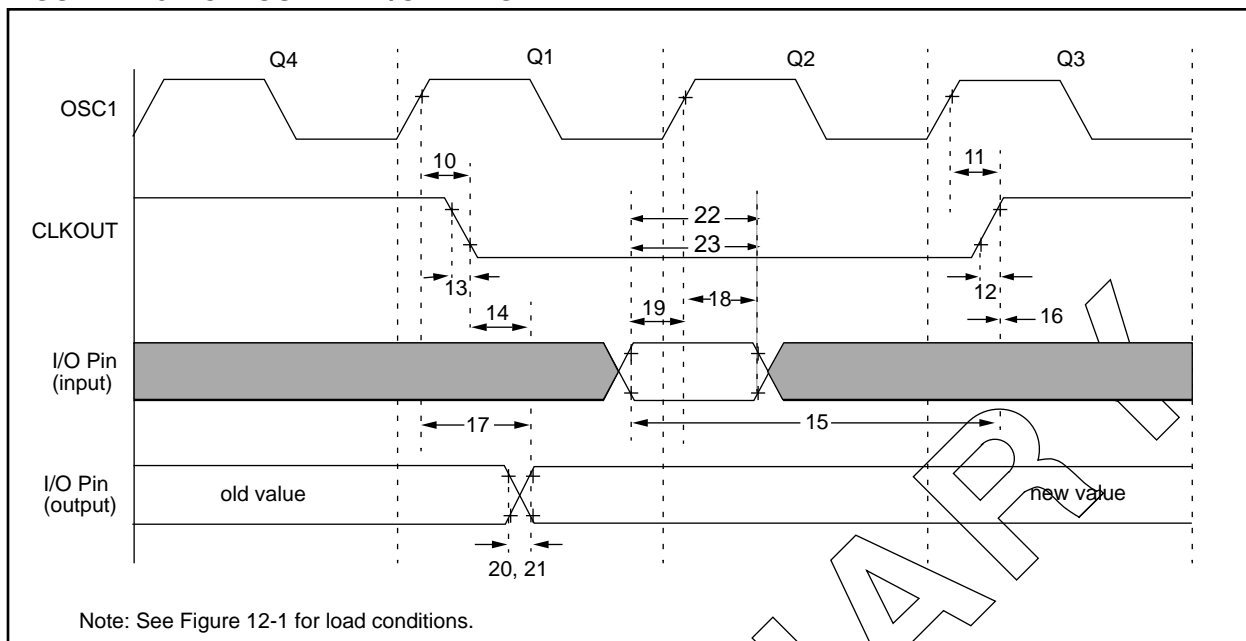 Q4 Q1 Q2 Q3
OSC1
10 11
CLKOUT
22
23
13 12
14 19 18 16
I/O Pin
(input)
17 15
I/O Pin
(output)
old value new value
20, 21
Note: See Figure 12-1 for load conditions.